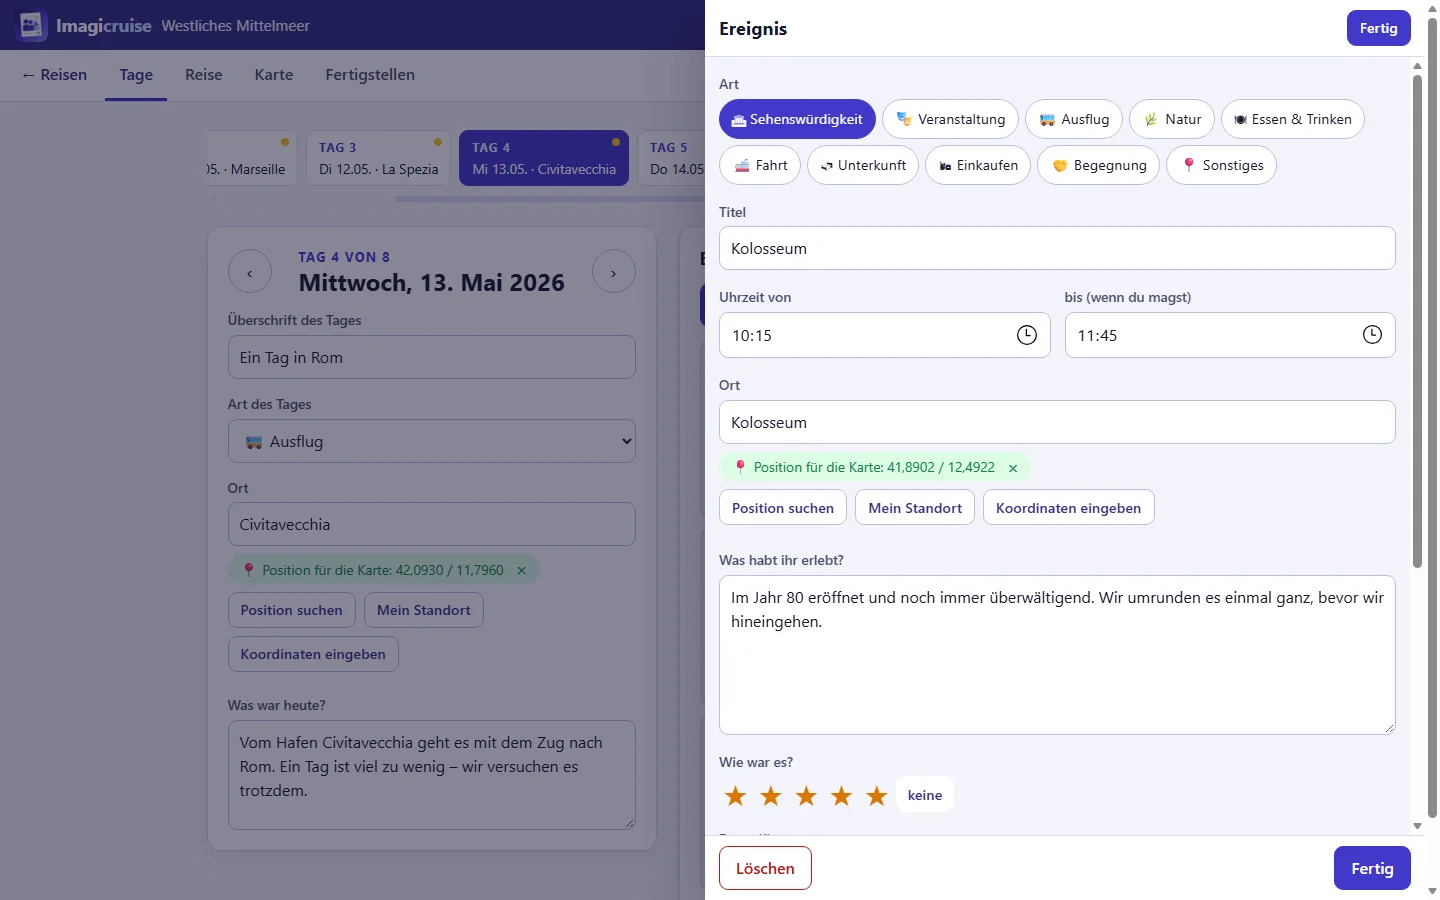 Imagicruise Westliches Mittelmeer
← Reisen Tage Reise Karte Fertigstellen
05. · Marseille
TAG 3
Di 12.05. · La Spezia
TAG 4
Mi 13.05. · Civitavecchia
TAG 5
Do 14.05
TAG 4 VON 8
Mittwoch, 13. Mai 2026
Überschrift des Tages
Ein Tag in Rom
Art des Tages
Ausflug
Ort
Civitavecchia
Position für die Karte: 42,0930 / 11,7960 ×
Position suchen Mein Standort
Koordinaten eingeben
Was war heute?
Vom Hafen Civitavecchia geht es mit dem Zug nach
Rom. Ein Tag ist viel zu wenig – wir versuchen es
trotzdem.
Ereignis Fertig
Art
Sehenswürdigkeit Veranstaltung Ausflug Natur Essen & Trinken
Fahrt Unterkunft Einkaufen Begegnung Sonstiges
Titel
Kolosseum
Uhrzeit von bis (wenn du magst)
10:15 11:45
Ort
Kolosseum
Position für die Karte: 41,8902 / 12,4922 ×
Position suchen Mein Standort Koordinaten eingeben
Was habt ihr erlebt?
Im Jahr 80 eröffnet und noch immer überwältigend. Wir umrunden es einmal ganz, bevor wir
hineingehen.
Wie war es?
★ ★ ★ ★ ★ keine
Löschen Fertig